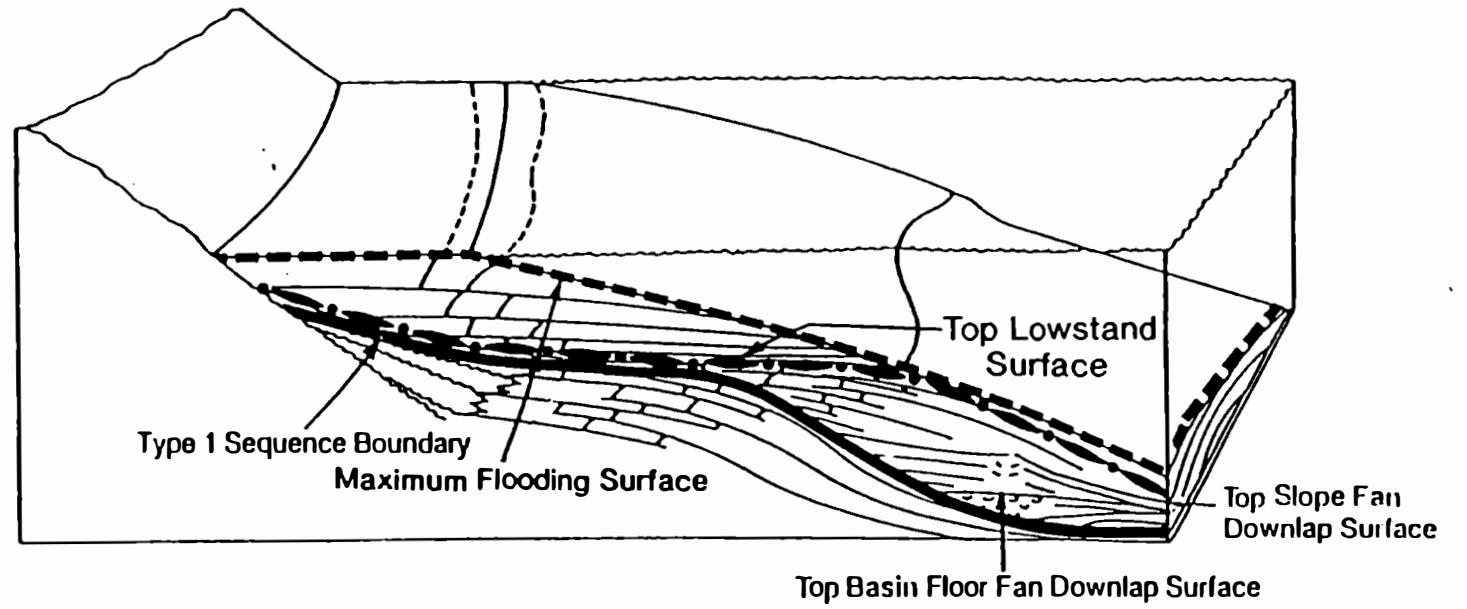 Top Lowstand
Surface
Type 1 Sequence Boundary
Maximum Flooding Surface
Top Slope Fan
Downlap Surface
Top Basin Floor Fan Downlap Surface